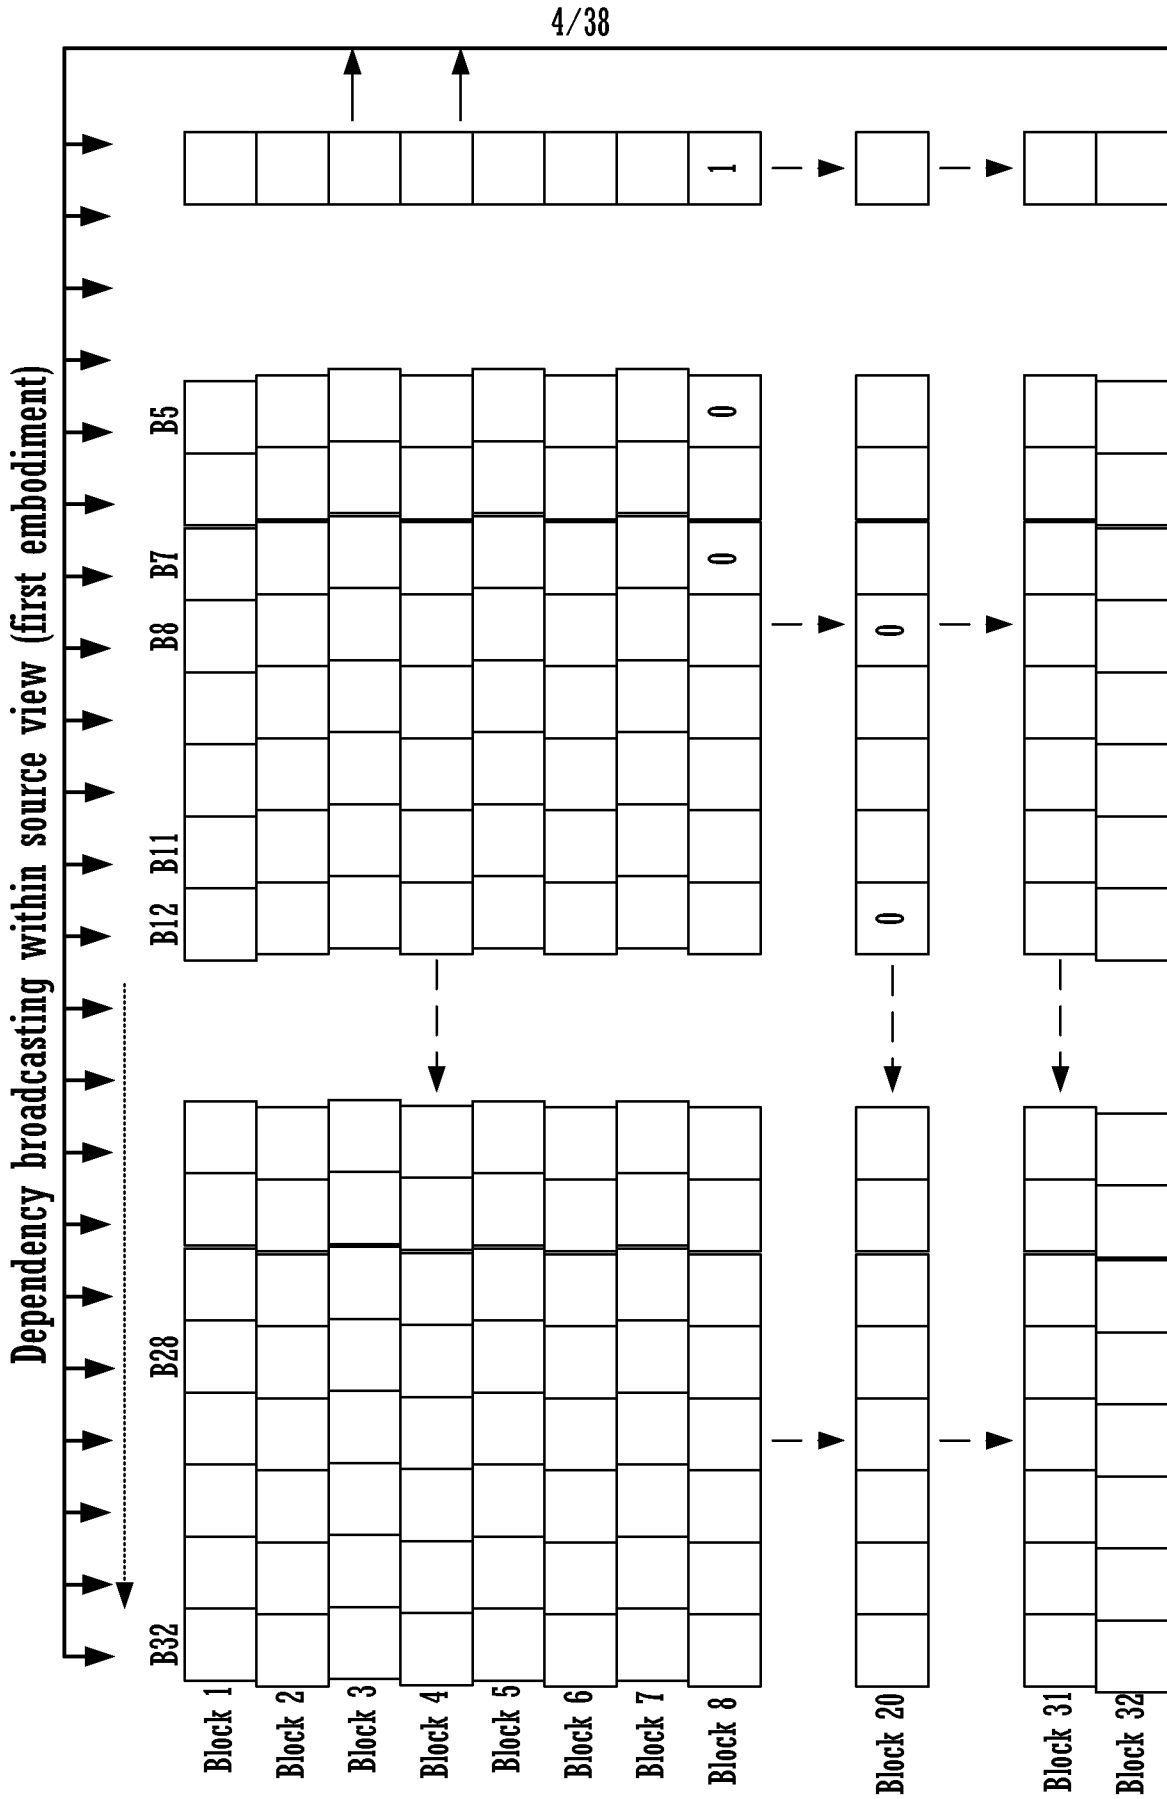 4/38
Dependency broadcasting within source view (first embodiment)
B32
B28
B12
B11
B8
B7
B5
Block 1
Block 2
Block 3
Block 4
Block 5
Block 6
Block 7
Block 8
0
0
1
Block 20
0
0
Block 31
Block 32